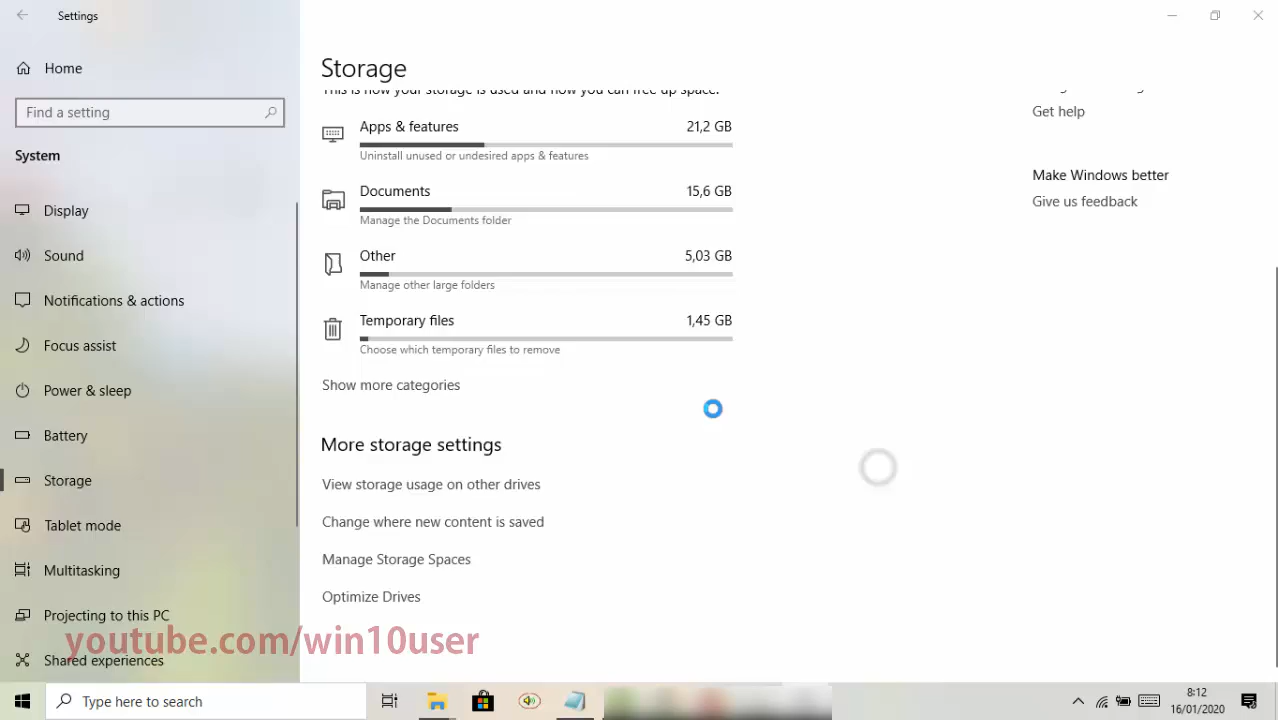 Settings
Home
Find a setting
System
Display
Sound
Notifications & actions
Focus assist
Power & sleep
Battery
Storage
Tablet mode
Multitasking
Projecting to this PC
Shared experiences
youtube.com/win10user
Storage
This is how your storage is used and how you can free up space.
Apps & features 21,2 GB
Uninstall unused or undesired apps & features
Documents 15,6 GB
Manage the Documents folder
Other 5,03 GB
Manage other large folders
Temporary files 1,45 GB
Choose which temporary files to remove
Show more categories
More storage settings
View storage usage on other drives
Change where new content is saved
Manage Storage Spaces
Optimize Drives
Get help
Make Windows better
Give us feedback
Type here to search
8:12
16/01/2020